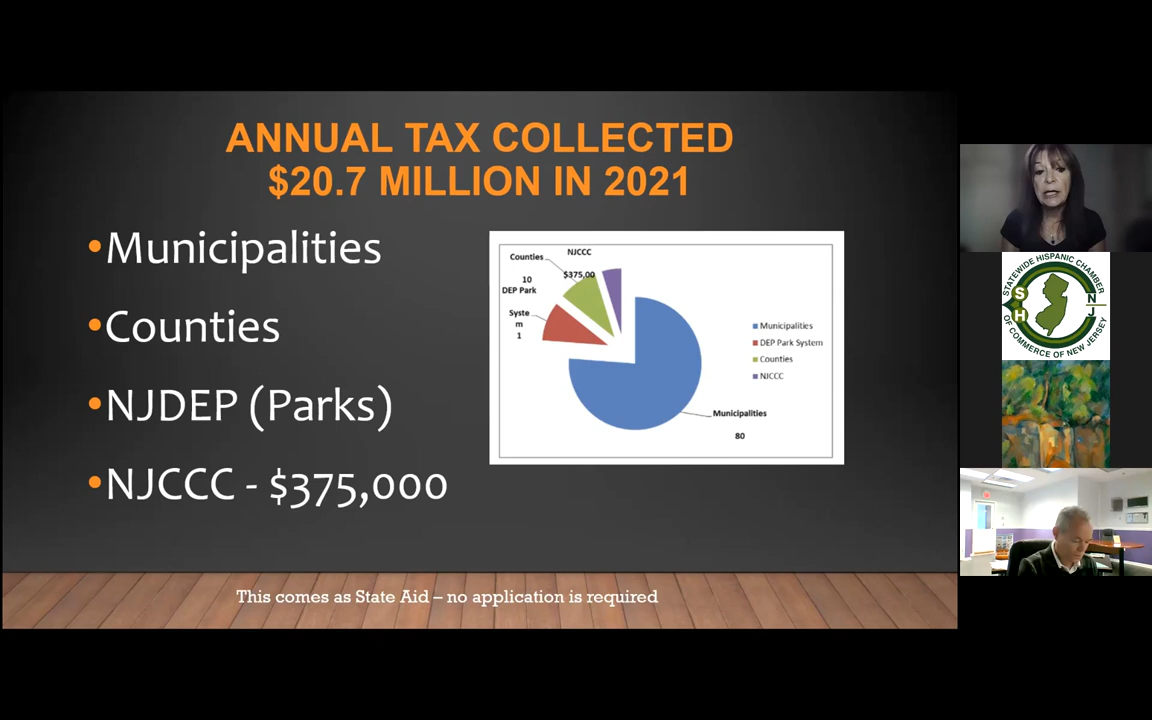 ANNUAL TAX COLLECTED
$20.7 MILLION IN 2021
•Municipalities
•Counties
•NJDEP (Parks)
•NJCCC - $375,000
NJCCC
$375,00
Counties
10
DEP Park
Syste
m
1
Municipalities
DEP Park System
Counties
NJCCC
Municipalities
80
This comes as State Aid – no application is required
STATEWIDE HISPANIC CHAMBER
S N
H J
OF COMMERCE OF NEW JERSEY